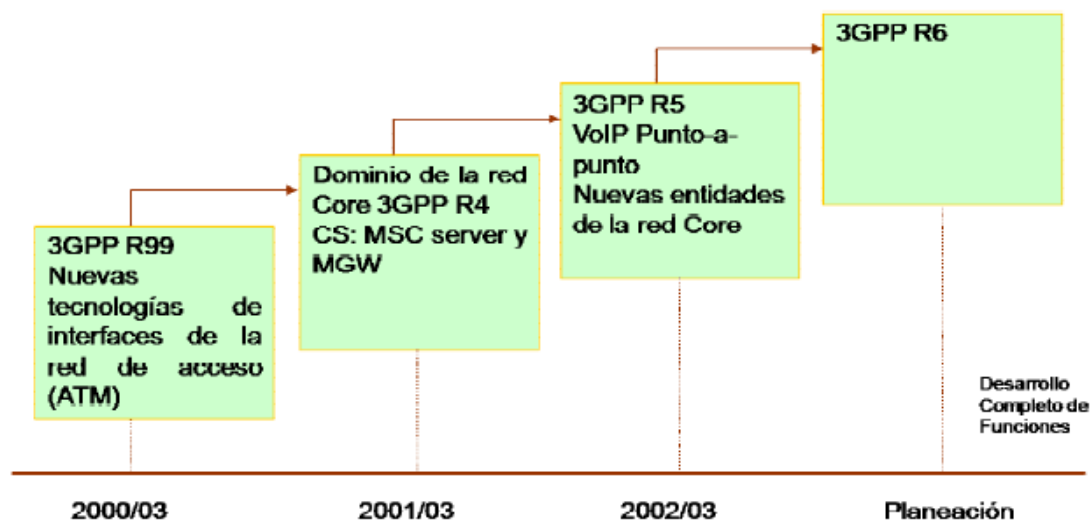 3GPP R99
Nuevas
tecnologías de
interfaces de la
red de acceso
(ATM)
Dominio de la red
Core 3GPP R4
CS: MSC server y
MGW
3GPP R5
VoIP Punto-a-
punto
Nuevas entidades
de la red Core
3GPP R6
Desarrollo
Completo de
Funciones
2000/03
2001/03
2002/03
Planeación